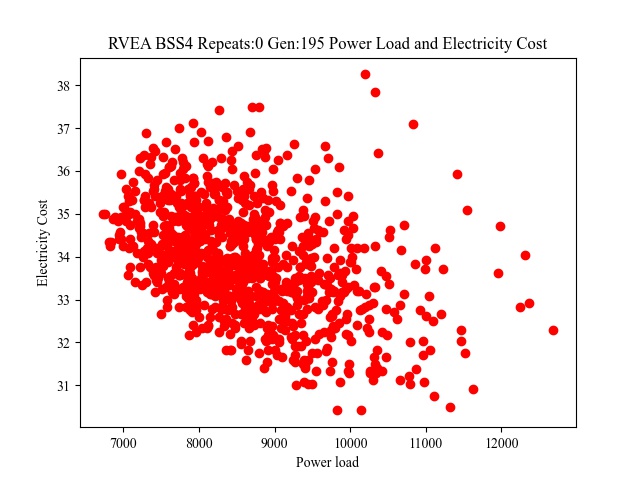 RVEA BSS4 Repeats:0 Gen:195 Power Load and Electricity Cost
38
37
36
35
34
33
32
31
Electricity Cost
7000 8000 9000 10000 11000 12000
Power load